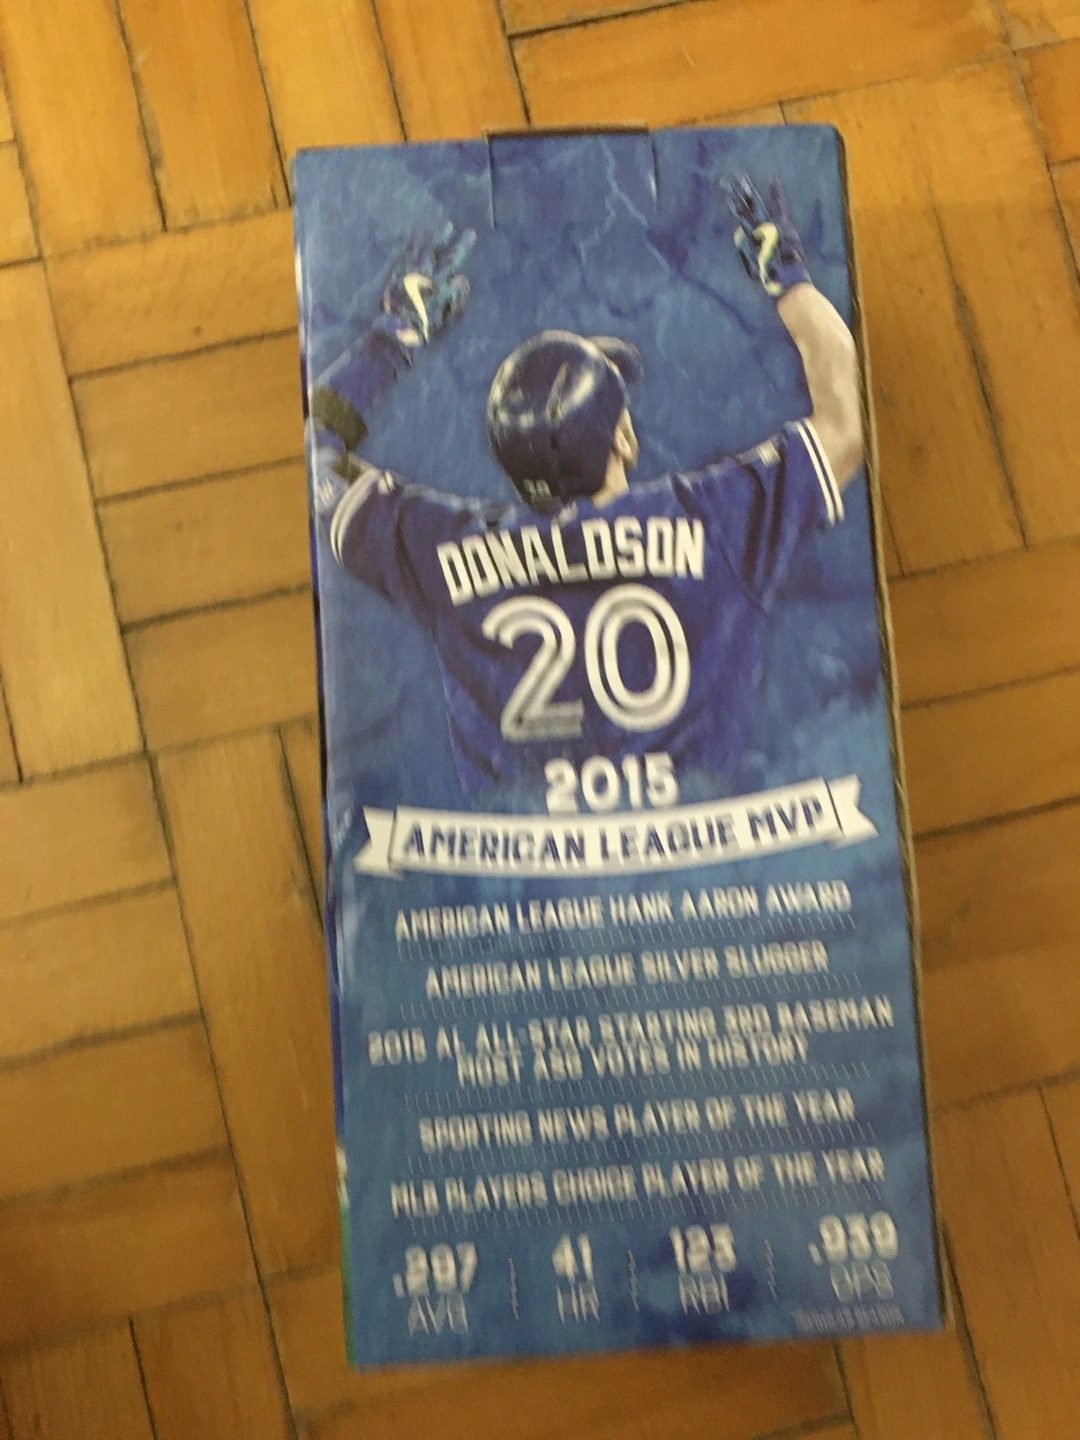 DONALDSON
20
2015
AMERICAN LEAGUE MVP
AMERICAN LEAGUE HANK AARON AWARD
AMERICAN LEAGUE SILVER SLUGGER
2015 AL ALL-STAR STARTING 3RD BASEMAN
MOST ASG VOTES IN HISTORY
SPORTING NEWS PLAYER OF THE YEAR
MLB PLAYERS CHOICE PLAYER OF THE YEAR
.297 41 123 .939
AVG HR RBI OPS